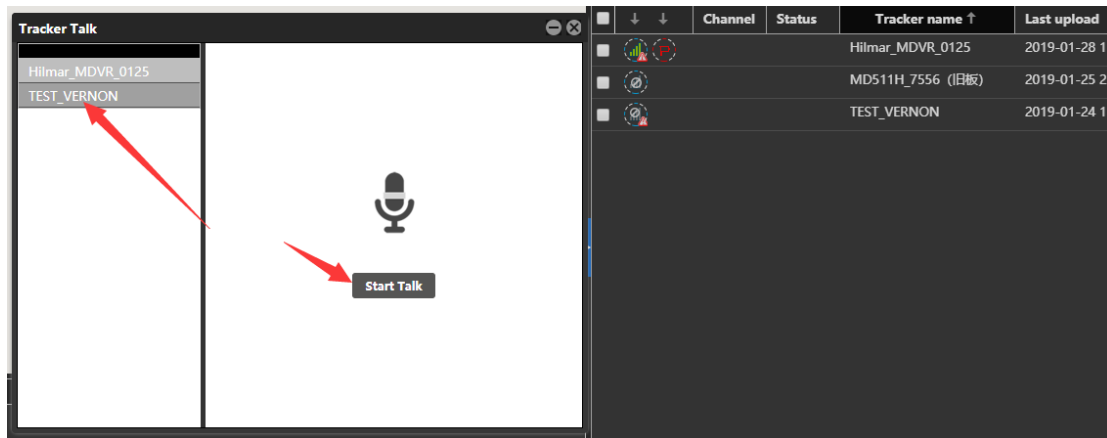 Tracker Talk
Hilmar_MDVR_0125
TEST_VERNON
Start Talk
Channel Status Tracker name ↑ Last upload
Hilmar_MDVR_0125 2019-01-28 1
MD511H_7556 (旧板) 2019-01-25 2
TEST_VERNON 2019-01-24 1